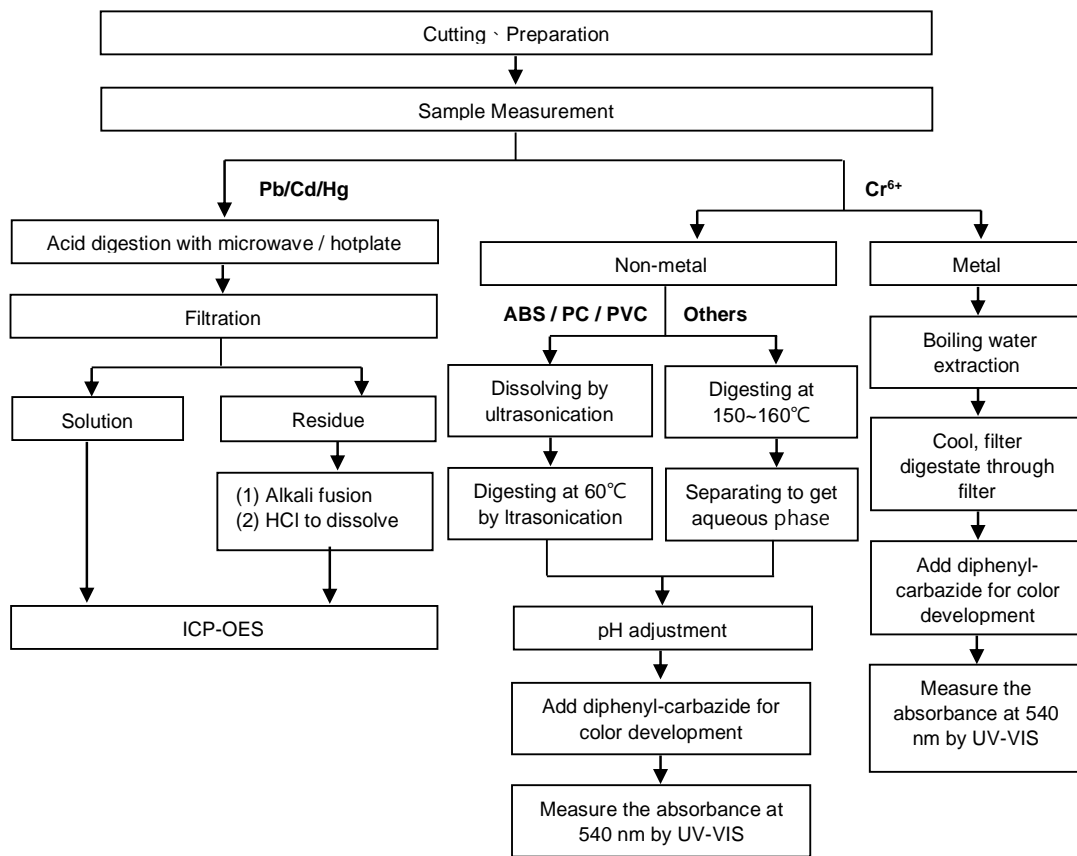 Cutting、Preparation
Sample Measurement
Pb/Cd/Hg
Cr⁶⁺
Acid digestion with microwave / hotplate
Filtration
Solution
Residue
(1) Alkali fusion
(2) HCl to dissolve
ICP-OES
Non-metal
ABS / PC / PVC
Others
Dissolving by
ultrasonication
Digesting at
150~160℃
Digesting at 60℃
by ltrasonication
Separating to get
aqueous phase
pH adjustment
Add diphenyl-carbazide for
color development
Measure the absorbance at
540 nm by UV-VIS
Metal
Boiling water
extraction
Cool, filter
digestate through
filter
Add diphenyl-
carbazide for color
development
Measure the
absorbance at 540
nm by UV-VIS